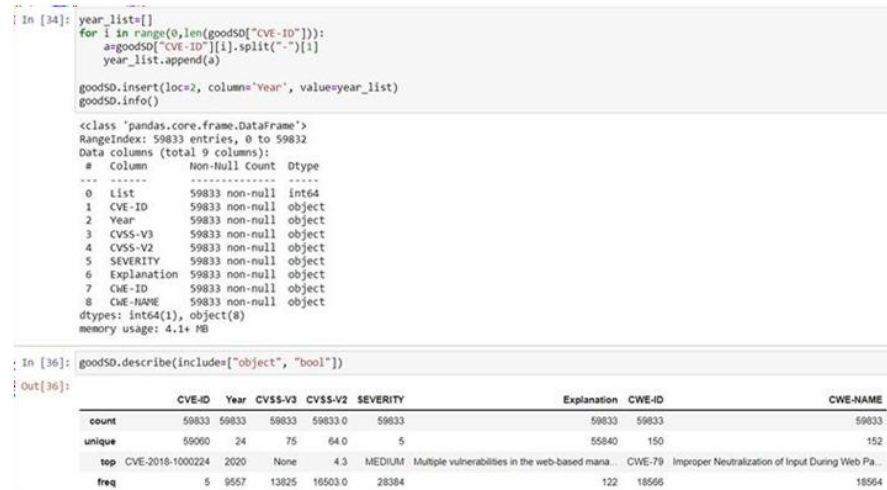 In [34]: year_list=[]
for i in range(0,len(goodSD["CVE-ID"])):
    a=goodSD["CVE-ID"][i].split("-")[1]
    year_list.append(a)
goodSD.insert(loc=2, column='Year', value=year_list)
goodSD.info()
<class 'pandas.core.frame.DataFrame'>
RangeIndex: 59833 entries, 0 to 59832
Data columns (total 9 columns):
# Column Non-Null Count Dtype
--- ------ -------------- -----
0 List 59833 non-null int64
1 CVE-ID 59833 non-null object
2 Year 59833 non-null object
3 CVSS-V3 59833 non-null object
4 CVSS-V2 59833 non-null object
5 SEVERITY 59833 non-null object
6 Explanation 59833 non-null object
7 CWE-ID 59833 non-null object
8 CWE-NAME 59833 non-null object
dtypes: int64(1), object(8)
memory usage: 4.1+ MB
In [36]: goodSD.describe(include=["object", "bool"])
Out[36]:
CVE-ID Year CVSS-V3 CVSS-V2 SEVERITY Explanation CWE-ID CWE-NAME
count 59833 59833 59833 59833.0 59833 59833 59833 59833
unique 59060 24 75 64.0 5 55840 150 152
top CVE-2018-1000224 2020 None 4.3 MEDIUM Multiple vulnerabilities in the web-based mana... CWE-79 Improper Neutralization of Input During Web Pa...
freq 5 9557 13825 16503.0 28384 122 18566 18564